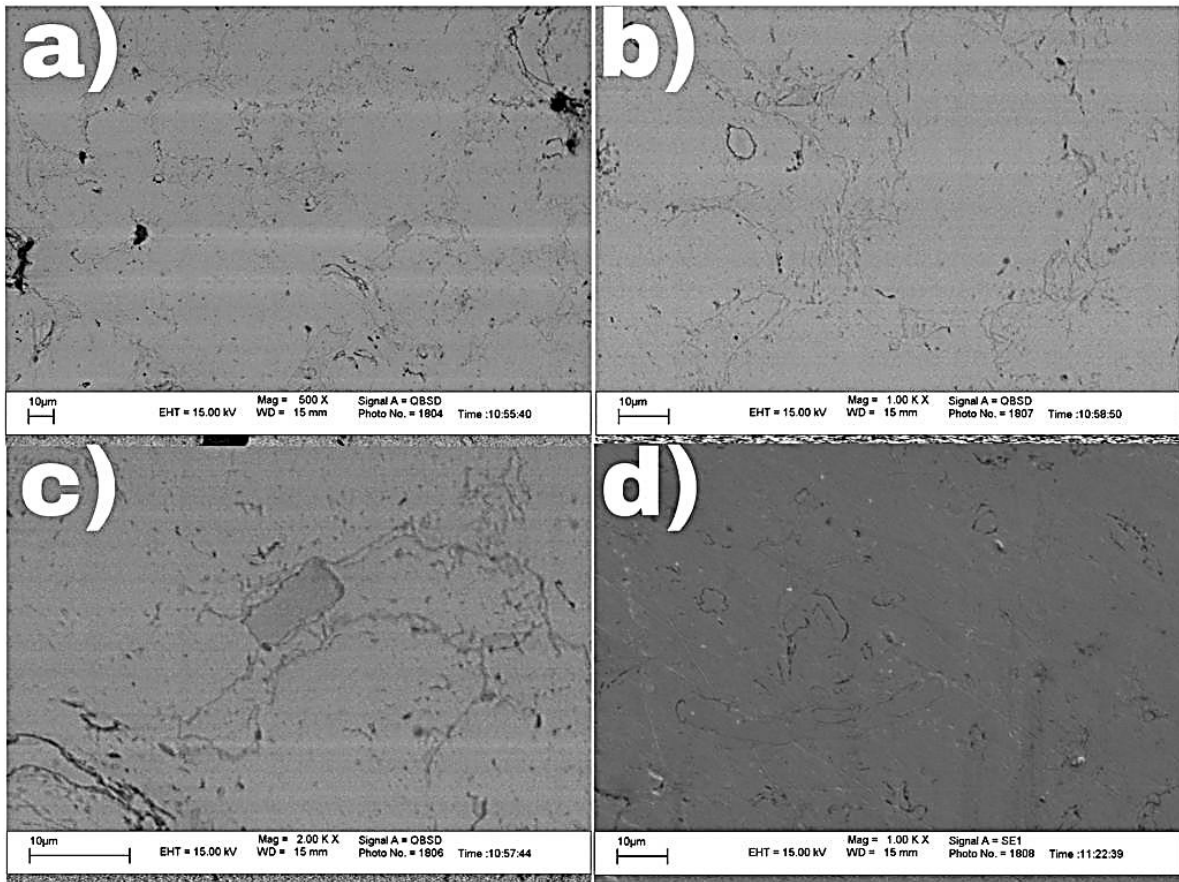 a)
b)
10µm
EHT = 15.00 kV
Mag = 500 X
WD = 15 mm
Signal A = QBSD
Photo No. = 1804
Time :10:55:40
10µm
EHT = 15.00 kV
Mag = 1.00 K X
WD = 15 mm
Signal A = QBSD
Photo No. = 1807
Time :10:58:50
c)
d)
10µm
EHT = 15.00 kV
Mag = 2.00 K X
WD = 15 mm
Signal A = QBSD
Photo No. = 1806
Time :10:57:44
10µm
EHT = 15.00 kV
Mag = 1.00 K X
WD = 15 mm
Signal A = SE1
Photo No. = 1808
Time :11:22:39